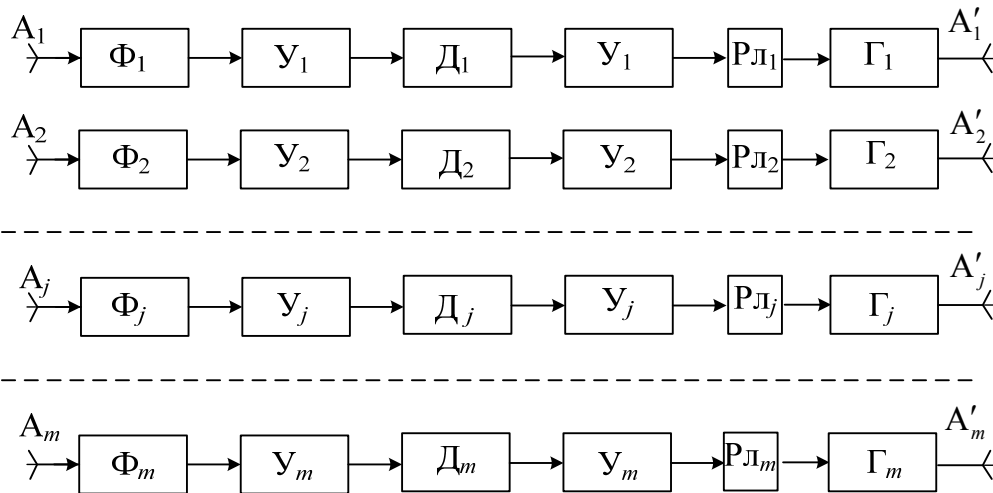 A₁ Ф₁ У₁ Д₁ У₁ Рл₁ Г₁ A′₁
A₂ Ф₂ У₂ Д₂ У₂ Рл₂ Г₂ A′₂
Aⱼ Фⱼ Уⱼ Дⱼ Уⱼ Рлⱼ Гⱼ A′ⱼ
Aₘ Фₘ Уₘ Дₘ Уₘ Рлₘ Гₘ A′ₘ